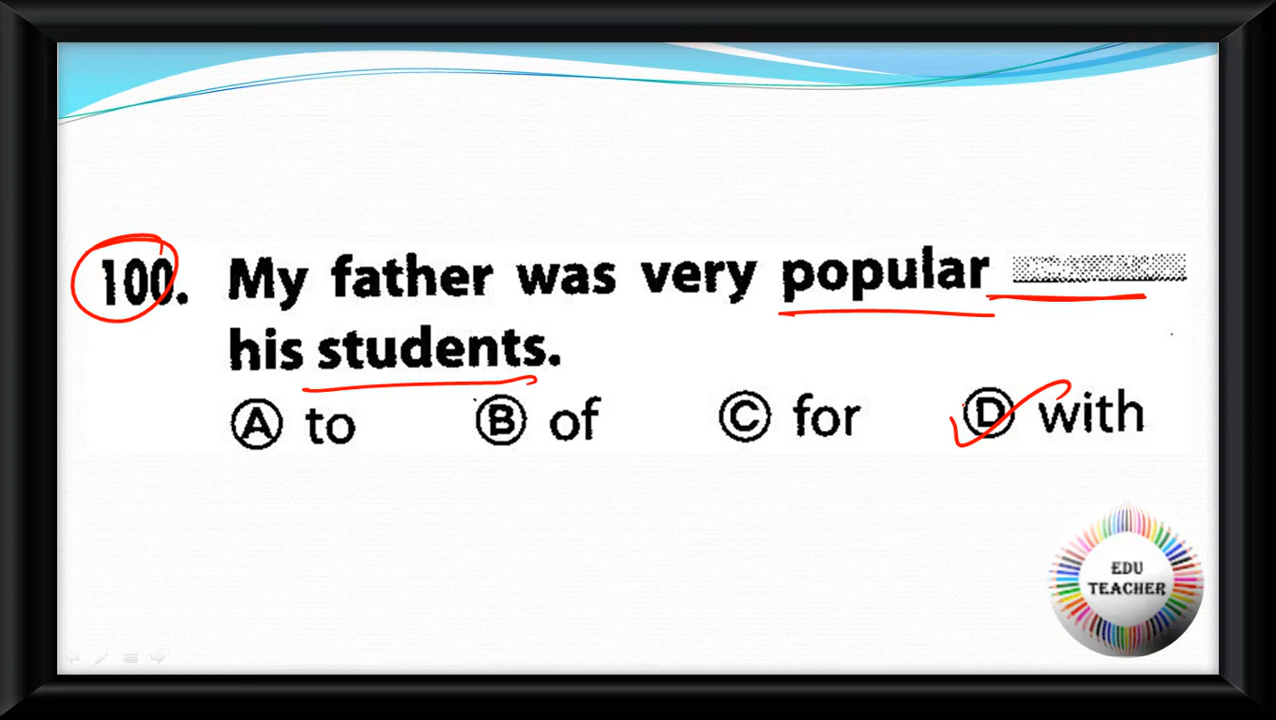 100. My father was very popular
his students.
Ⓐ to Ⓑ of Ⓒ for Ⓓ with
EDU
TEACHER